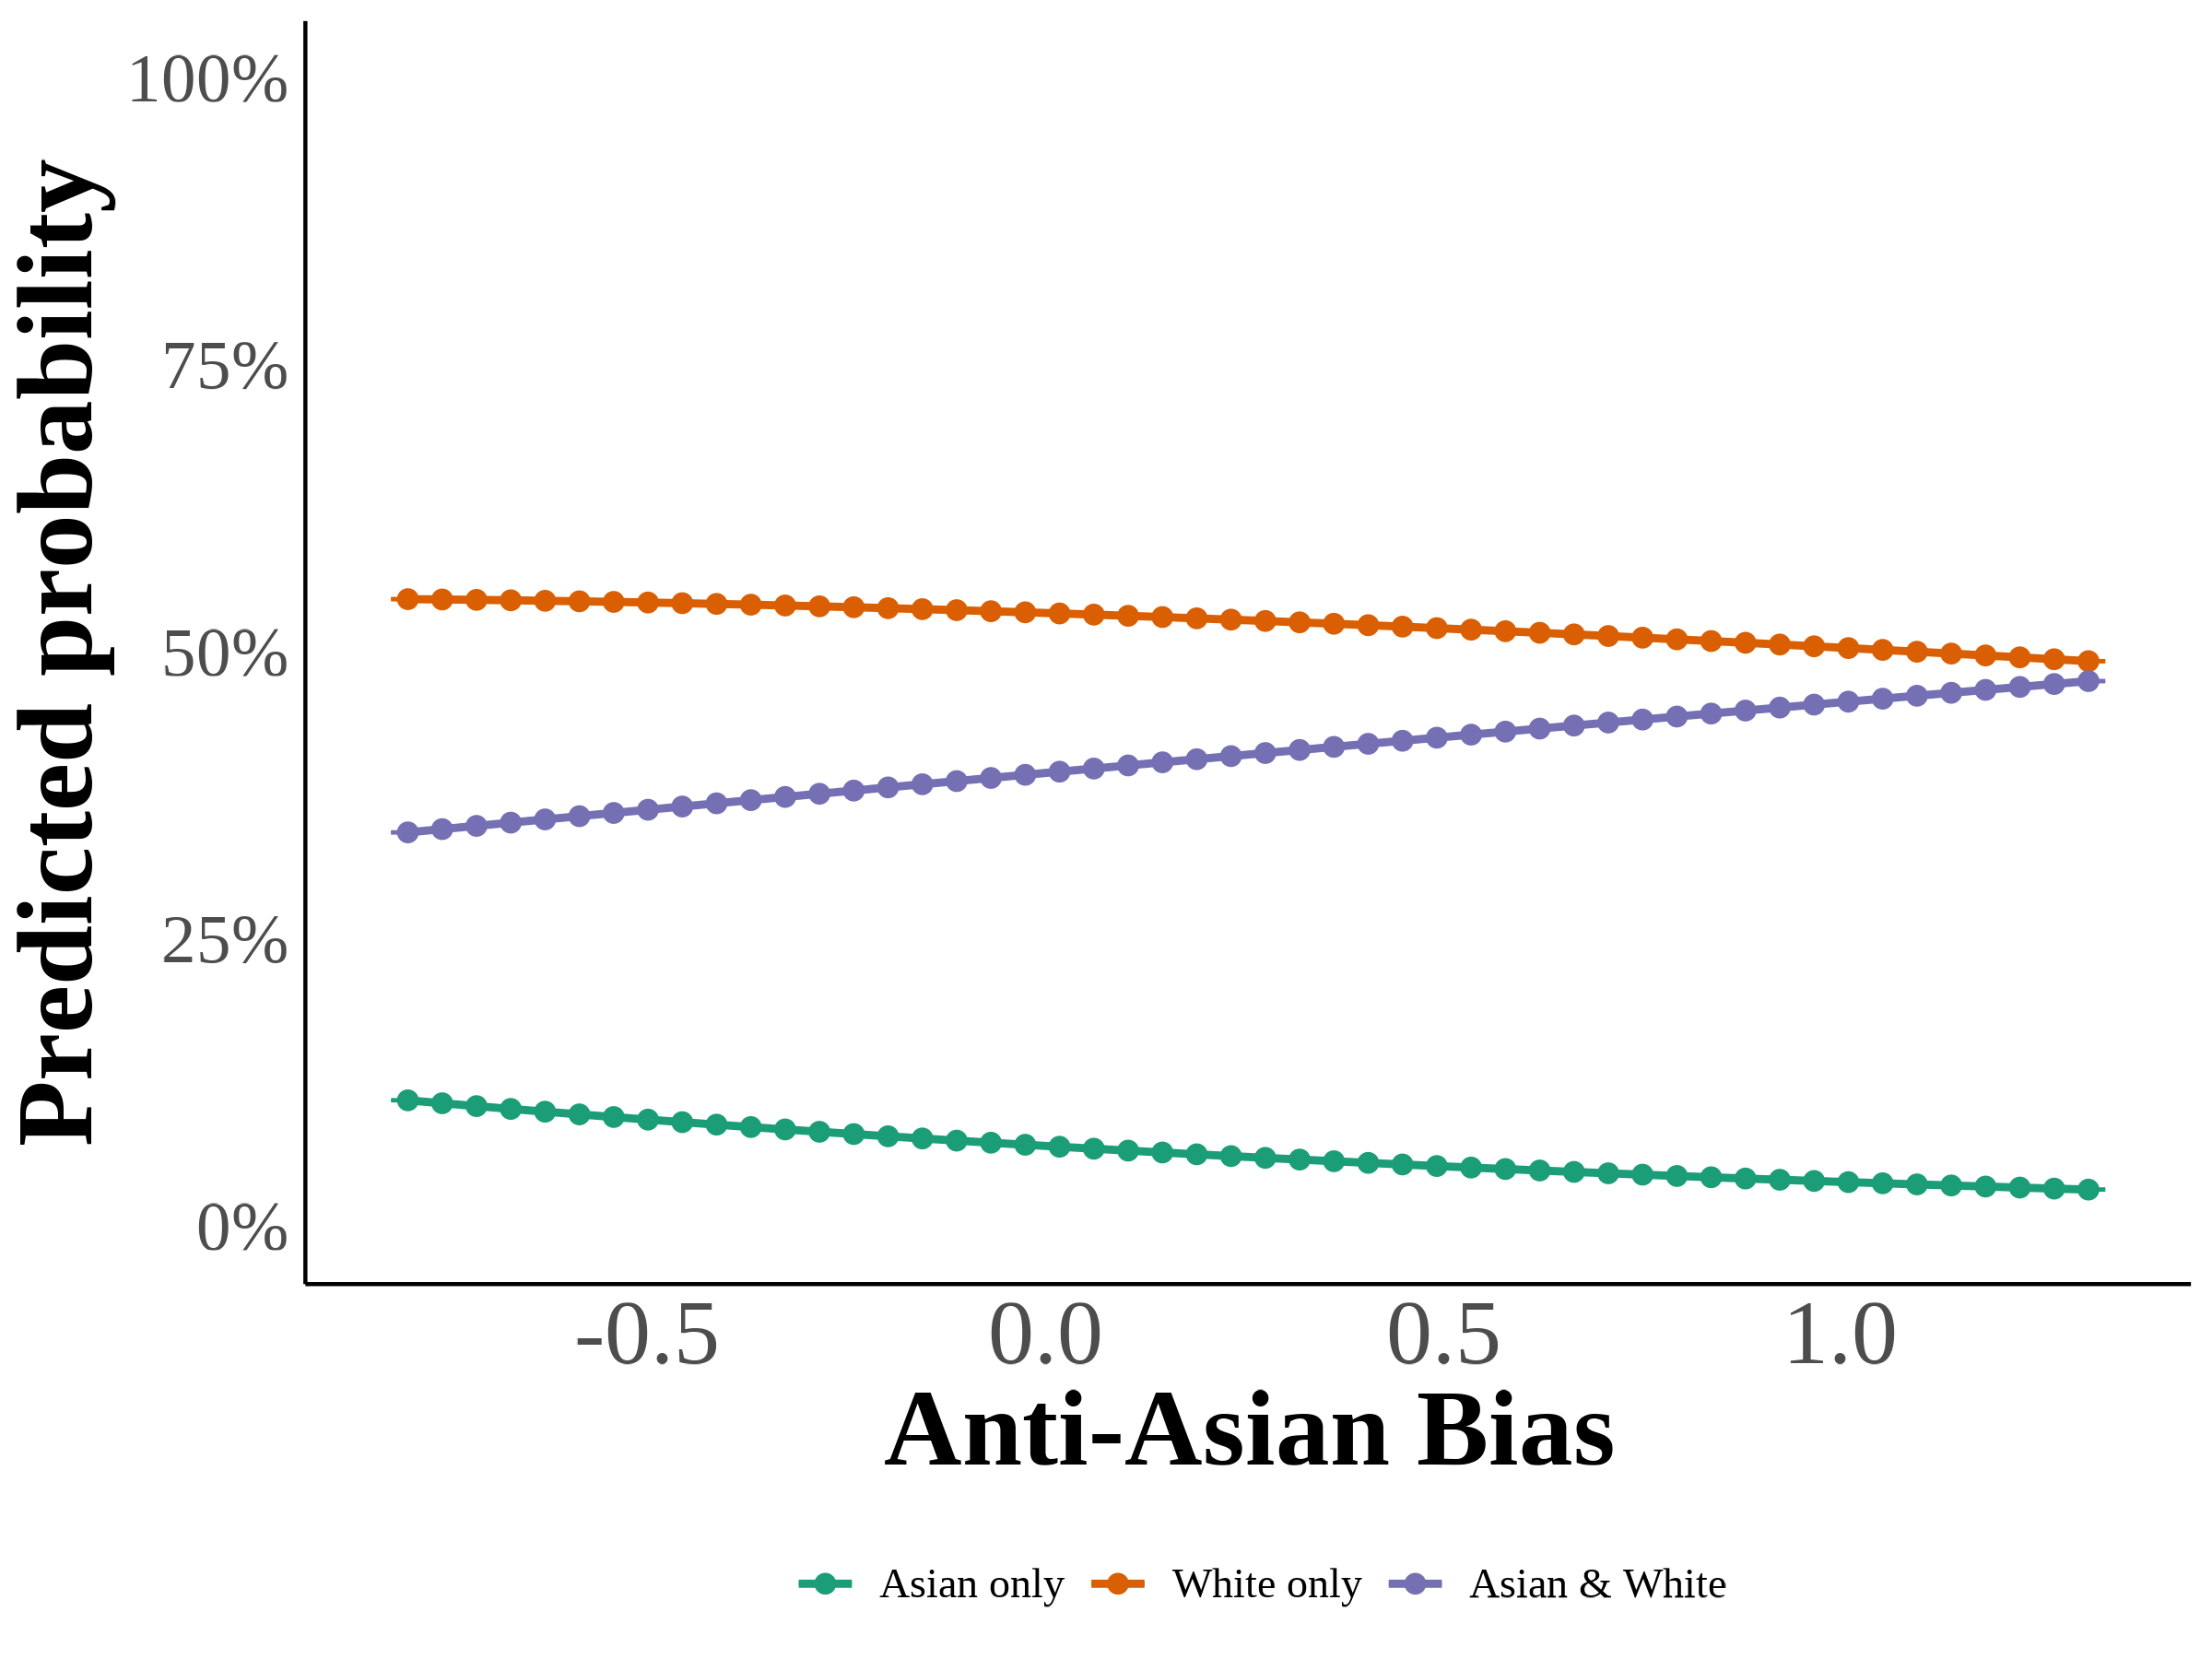 Predicted probability
100%
75%
50%
25%
0%
-0.5 0.0 0.5 1.0
Anti-Asian Bias
Asian only White only Asian & White